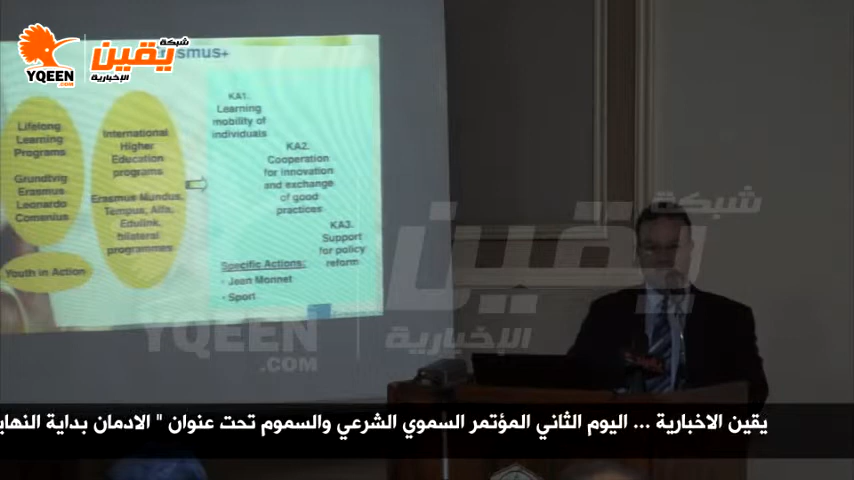 شبكة
يقين
الإخبارية
YQEEN
.COM
Erasmus+
Lifelong
Learning
Programs
Grundtvig
Erasmus
Leonardo
Comenius
Youth in Action
International
Higher
Education
programs
Erasmus Mundus,
Tempus, Alfa,
Edulink,
bilateral
programmes
KA1.
Learning
mobility of
individuals
KA2.
Cooperation
for innovation
and exchange
of good
practices
KA3.
Support
for policy
reform
Specific Actions:
- Jean Monnet
- Sport
شبكة
يقين
الإخبارية
YQEEN
.COM
يقين الاخبارية ... اليوم الثاني المؤتمر السموي الشرعي والسموم تحت عنوان " الادمان بداية